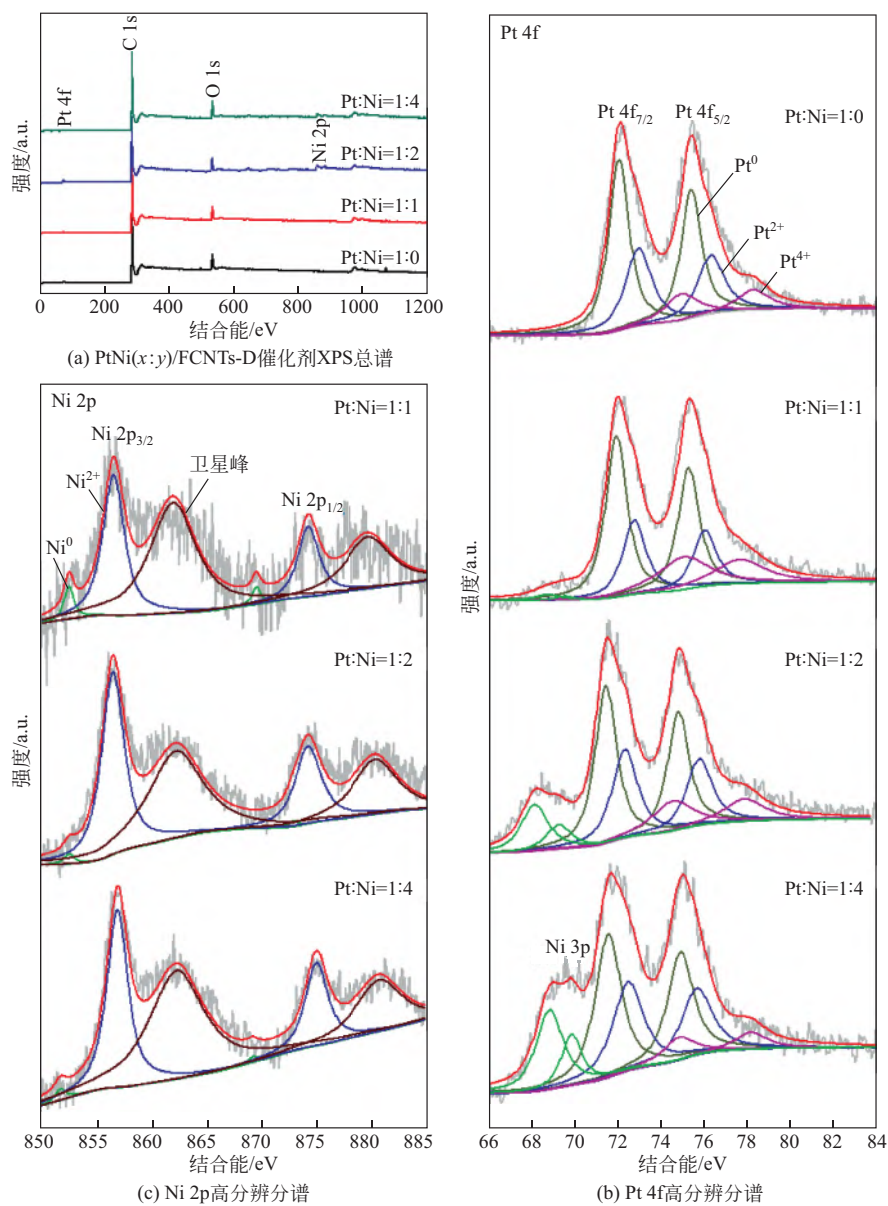 Pt 4f
C 1s
O 1s
Ni 2p
Pt:Ni=1:4
Pt:Ni=1:2
Pt:Ni=1:1
Pt:Ni=1:0
强度/a.u.
0 200 400 600 800 1000 1200
结合能/eV
(a) PtNi(x:y)/FCNTs-D催化剂XPS总谱
Ni 2p
Pt:Ni=1:1
Ni 2p3/2
Ni2+
卫星峰
Ni 2p1/2
Ni0
Pt:Ni=1:2
强度/a.u.
Pt:Ni=1:4
850 855 860 865 870 875 880 885
结合能/eV
(c) Ni 2p高分辨分谱
Pt 4f
Pt 4f7/2 Pt 4f5/2
Pt:Ni=1:0
Pt0
Pt2+
Pt4+
Pt:Ni=1:1
强度/a.u.
Pt:Ni=1:2
Pt:Ni=1:4
Ni 3p
66 68 70 72 74 76 78 80 82 84
结合能/eV
(b) Pt 4f高分辨分谱